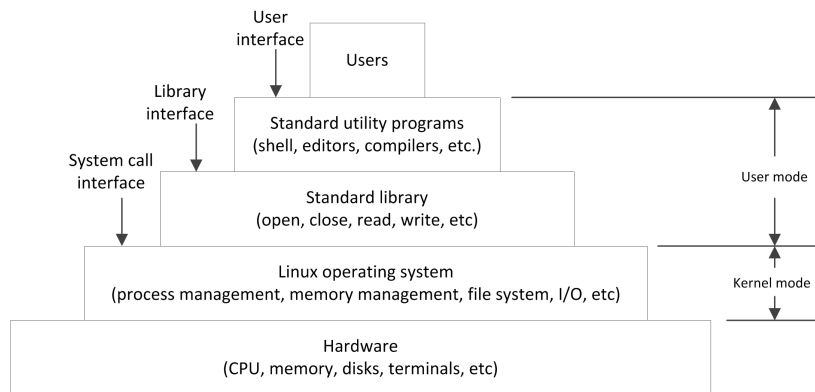 User
interface
Users
Library
interface
Standard utility programs
(shell, editors, compilers, etc.)
System call
interface
User mode
Standard library
(open, close, read, write, etc)
Linux operating system
(process management, memory management, file system, I/O, etc)
Kernel mode
Hardware
(CPU, memory, disks, terminals, etc)